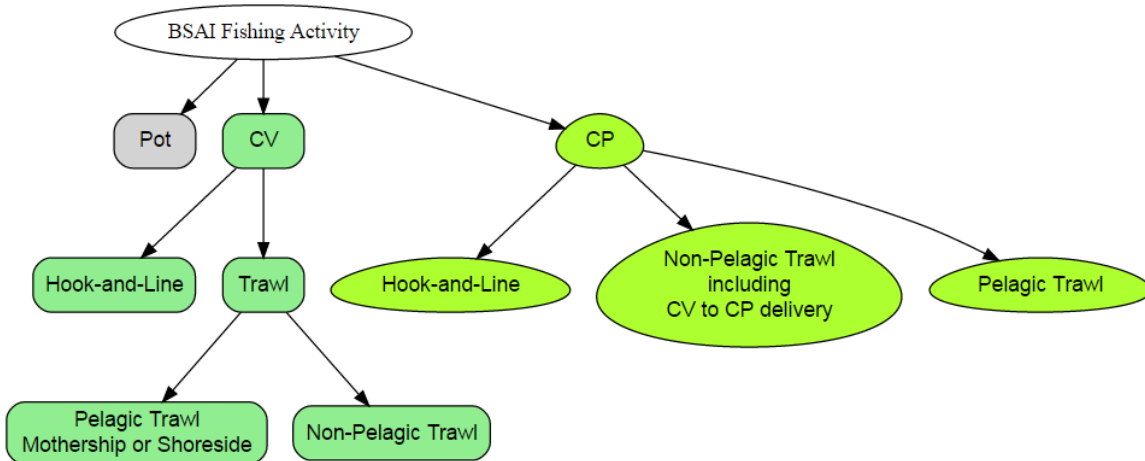 BSAI Fishing Activity
Pot
CV
CP
Hook-and-Line
Trawl
Hook-and-Line
Non-Pelagic Trawl
including
CV to CP delivery
Pelagic Trawl
Pelagic Trawl
Mothership or Shoreside
Non-Pelagic Trawl